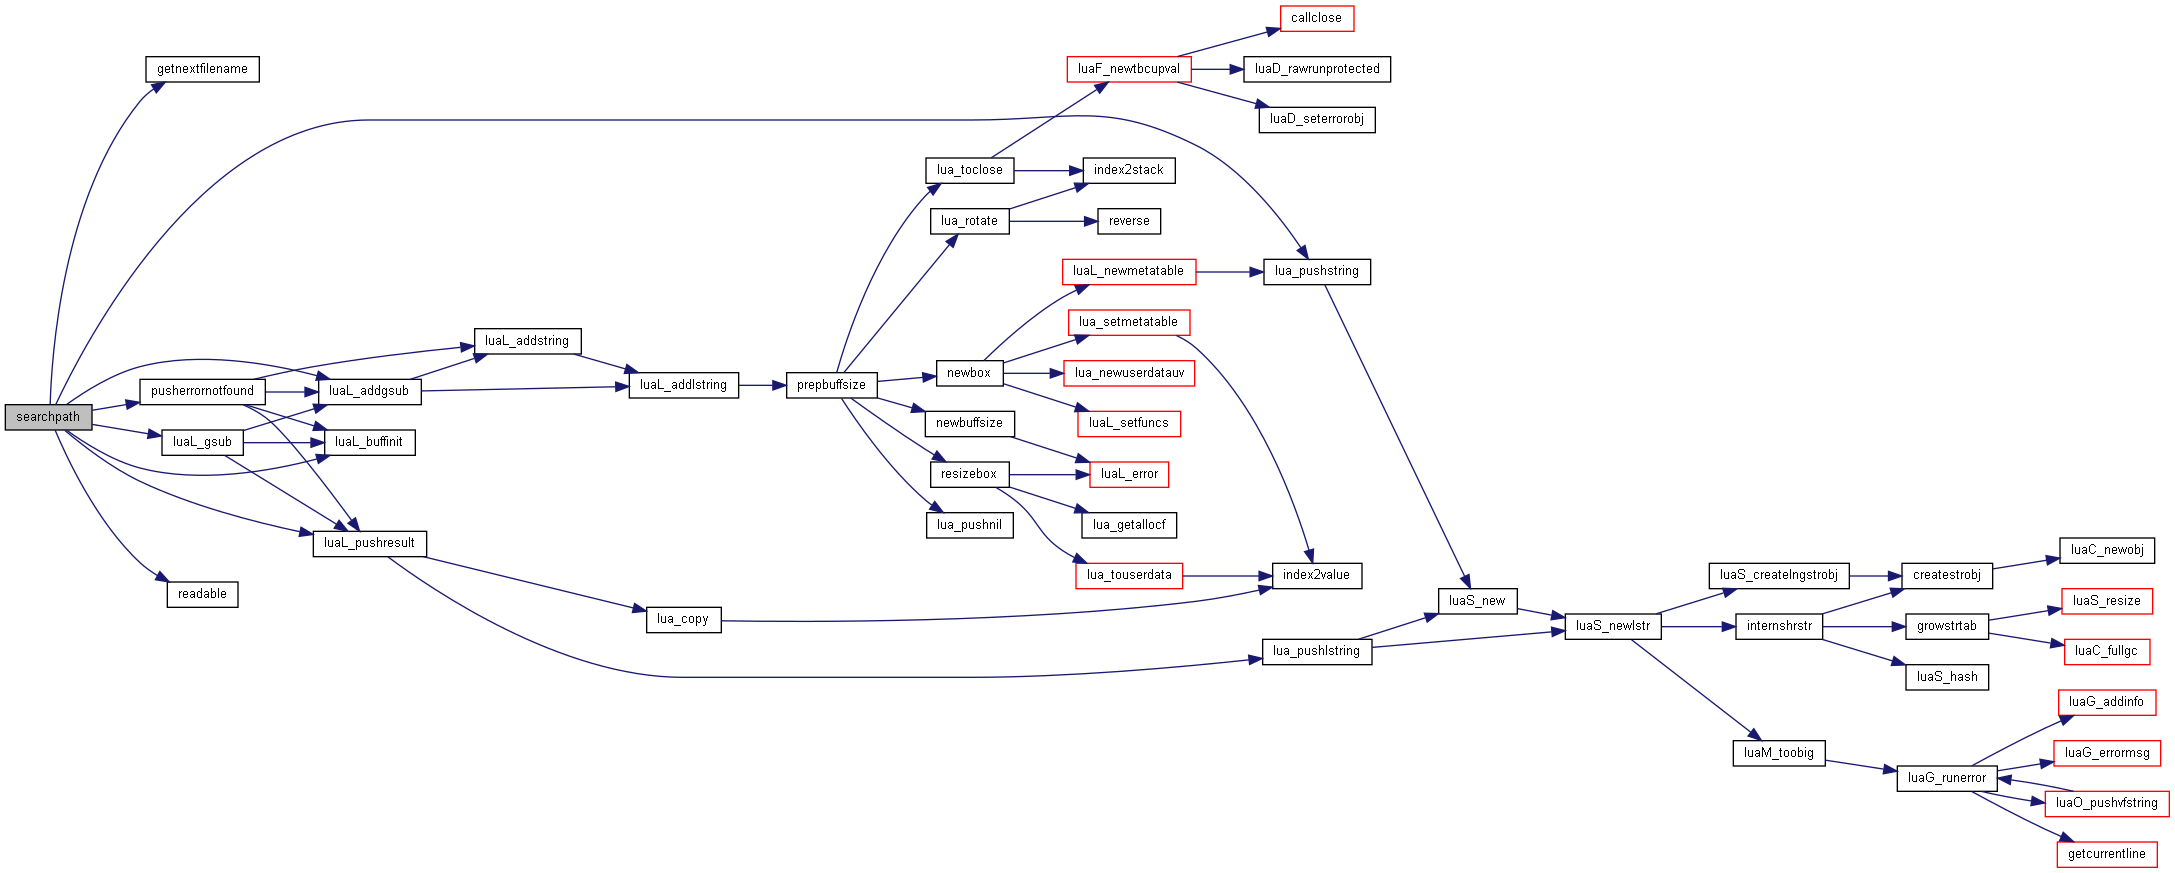 callclose
getnextfilename
luaF_newtbcupval
luaD_rawrunprotected
luaD_seterrorobj
lua_toclose
index2stack
lua_rotate
reverse
luaL_newmetatable
lua_pushstring
lua_setmetatable
luaL_addstring
newbox
lua_newuserdatauv
luaL_addlstring
prepbuffsize
pusherrornotfound
luaL_addgsub
searchpath
newbuffsize
luaL_setfuncs
luaL_gsub
luaL_buffinit
resizebox
luaL_error
lua_pushnil
lua_getallocf
luaL_pushresult
lua_touserdata
index2value
readable
luaS_new
lua_copy
lua_pushlstring
luaS_newlstr
luaS_createlngstrobj
createstrobj
luaC_newobj
internshrstr
growstrtab
luaS_resize
luaC_fullgc
luaS_hash
luaG_addinfo
luaM_toobig
luaG_errormsg
luaG_runerror
luaO_pushvfstring
getcurrentline